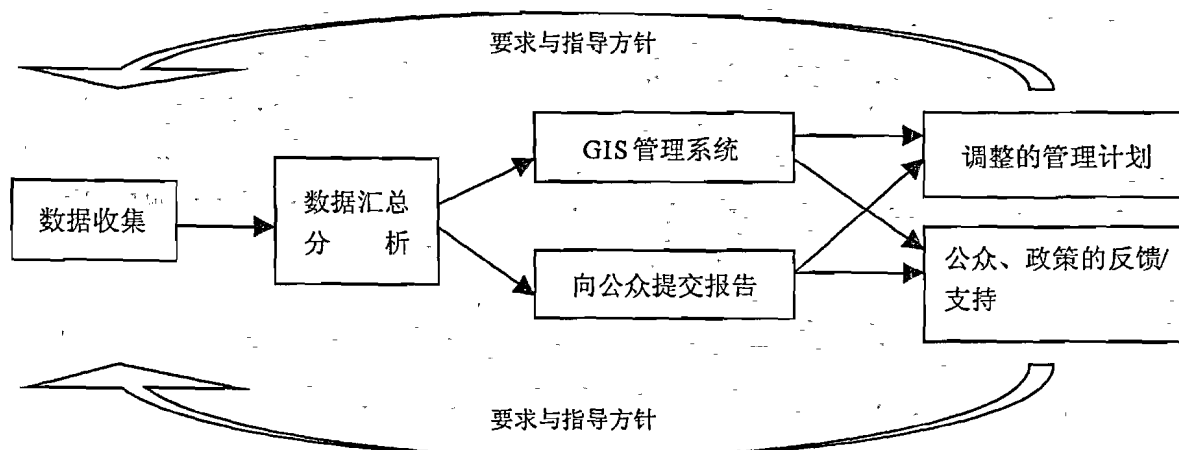 要求与指导方针
GIS管理系统
调整的管理计划
数据收集
数据汇总
分 析
向公众提交报告
公众、政策的反馈/
支持
要求与指导方针